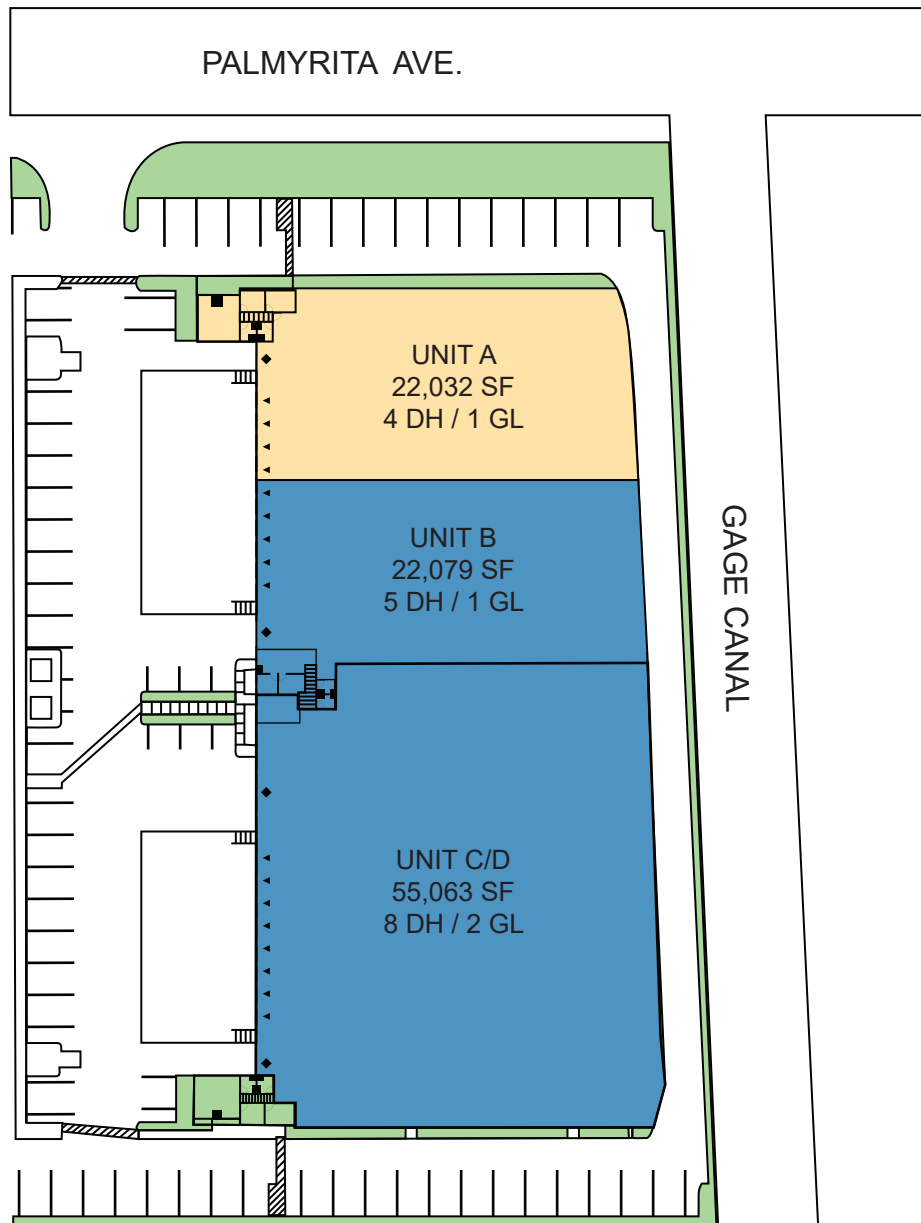 PALMYRITA AVE.
UNIT A
22,032 SF
4 DH / 1 GL
UNIT B
22,079 SF
5 DH / 1 GL
GAGE CANAL
UNIT C/D
55,063 SF
8 DH / 2 GL